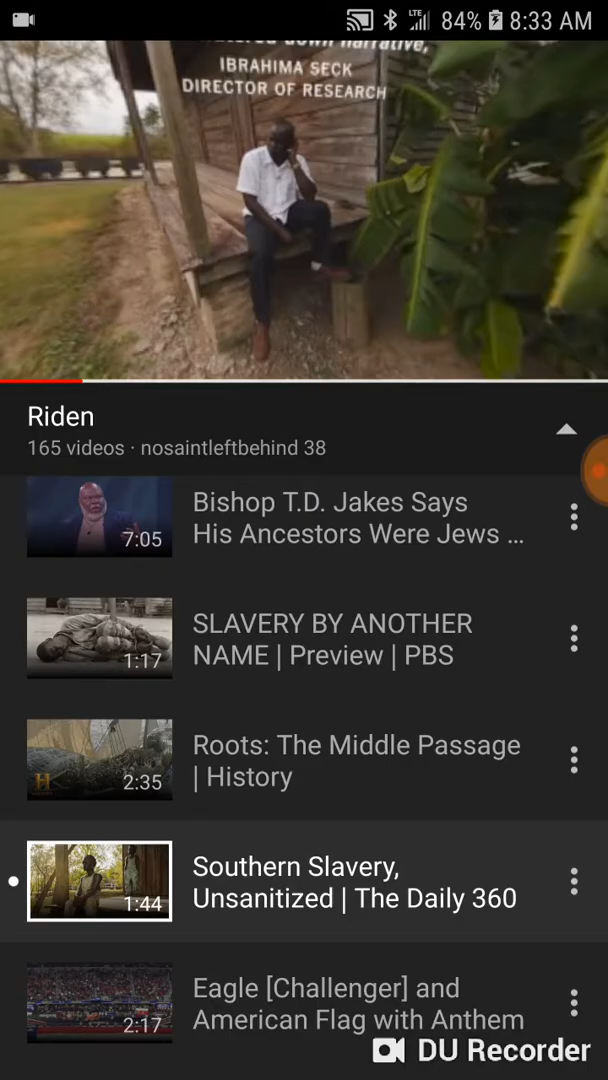 LTE 84% 8:33 AM
down narrative,
IBRAHIMA SECK
DIRECTOR OF RESEARCH
Riden
165 videos · nosaintleftbehind 38
Bishop T.D. Jakes Says
His Ancestors Were Jews ...
7:05
SLAVERY BY ANOTHER
NAME | Preview | PBS
1:17
Roots: The Middle Passage
| History
H
2:35
Southern Slavery,
Unsanitized | The Daily 360
1:44
Eagle [Challenger] and
American Flag with Anthem
2:17
DU Recorder